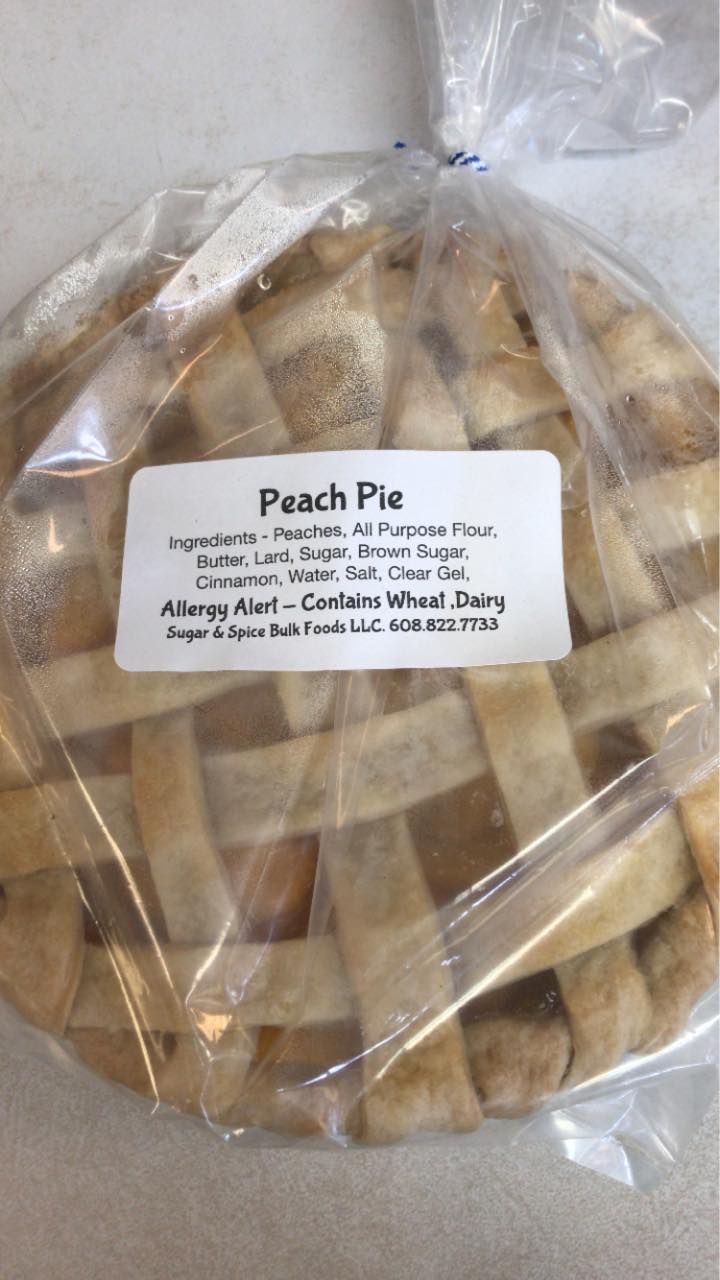 Peach Pie
Ingredients - Peaches, All Purpose Flour,
Butter, Lard, Sugar, Brown Sugar,
Cinnamon, Water, Salt, Clear Gel,
Allergy Alert – Contains Wheat ,Dairy
Sugar & Spice Bulk Foods LLC. 608.822.7733